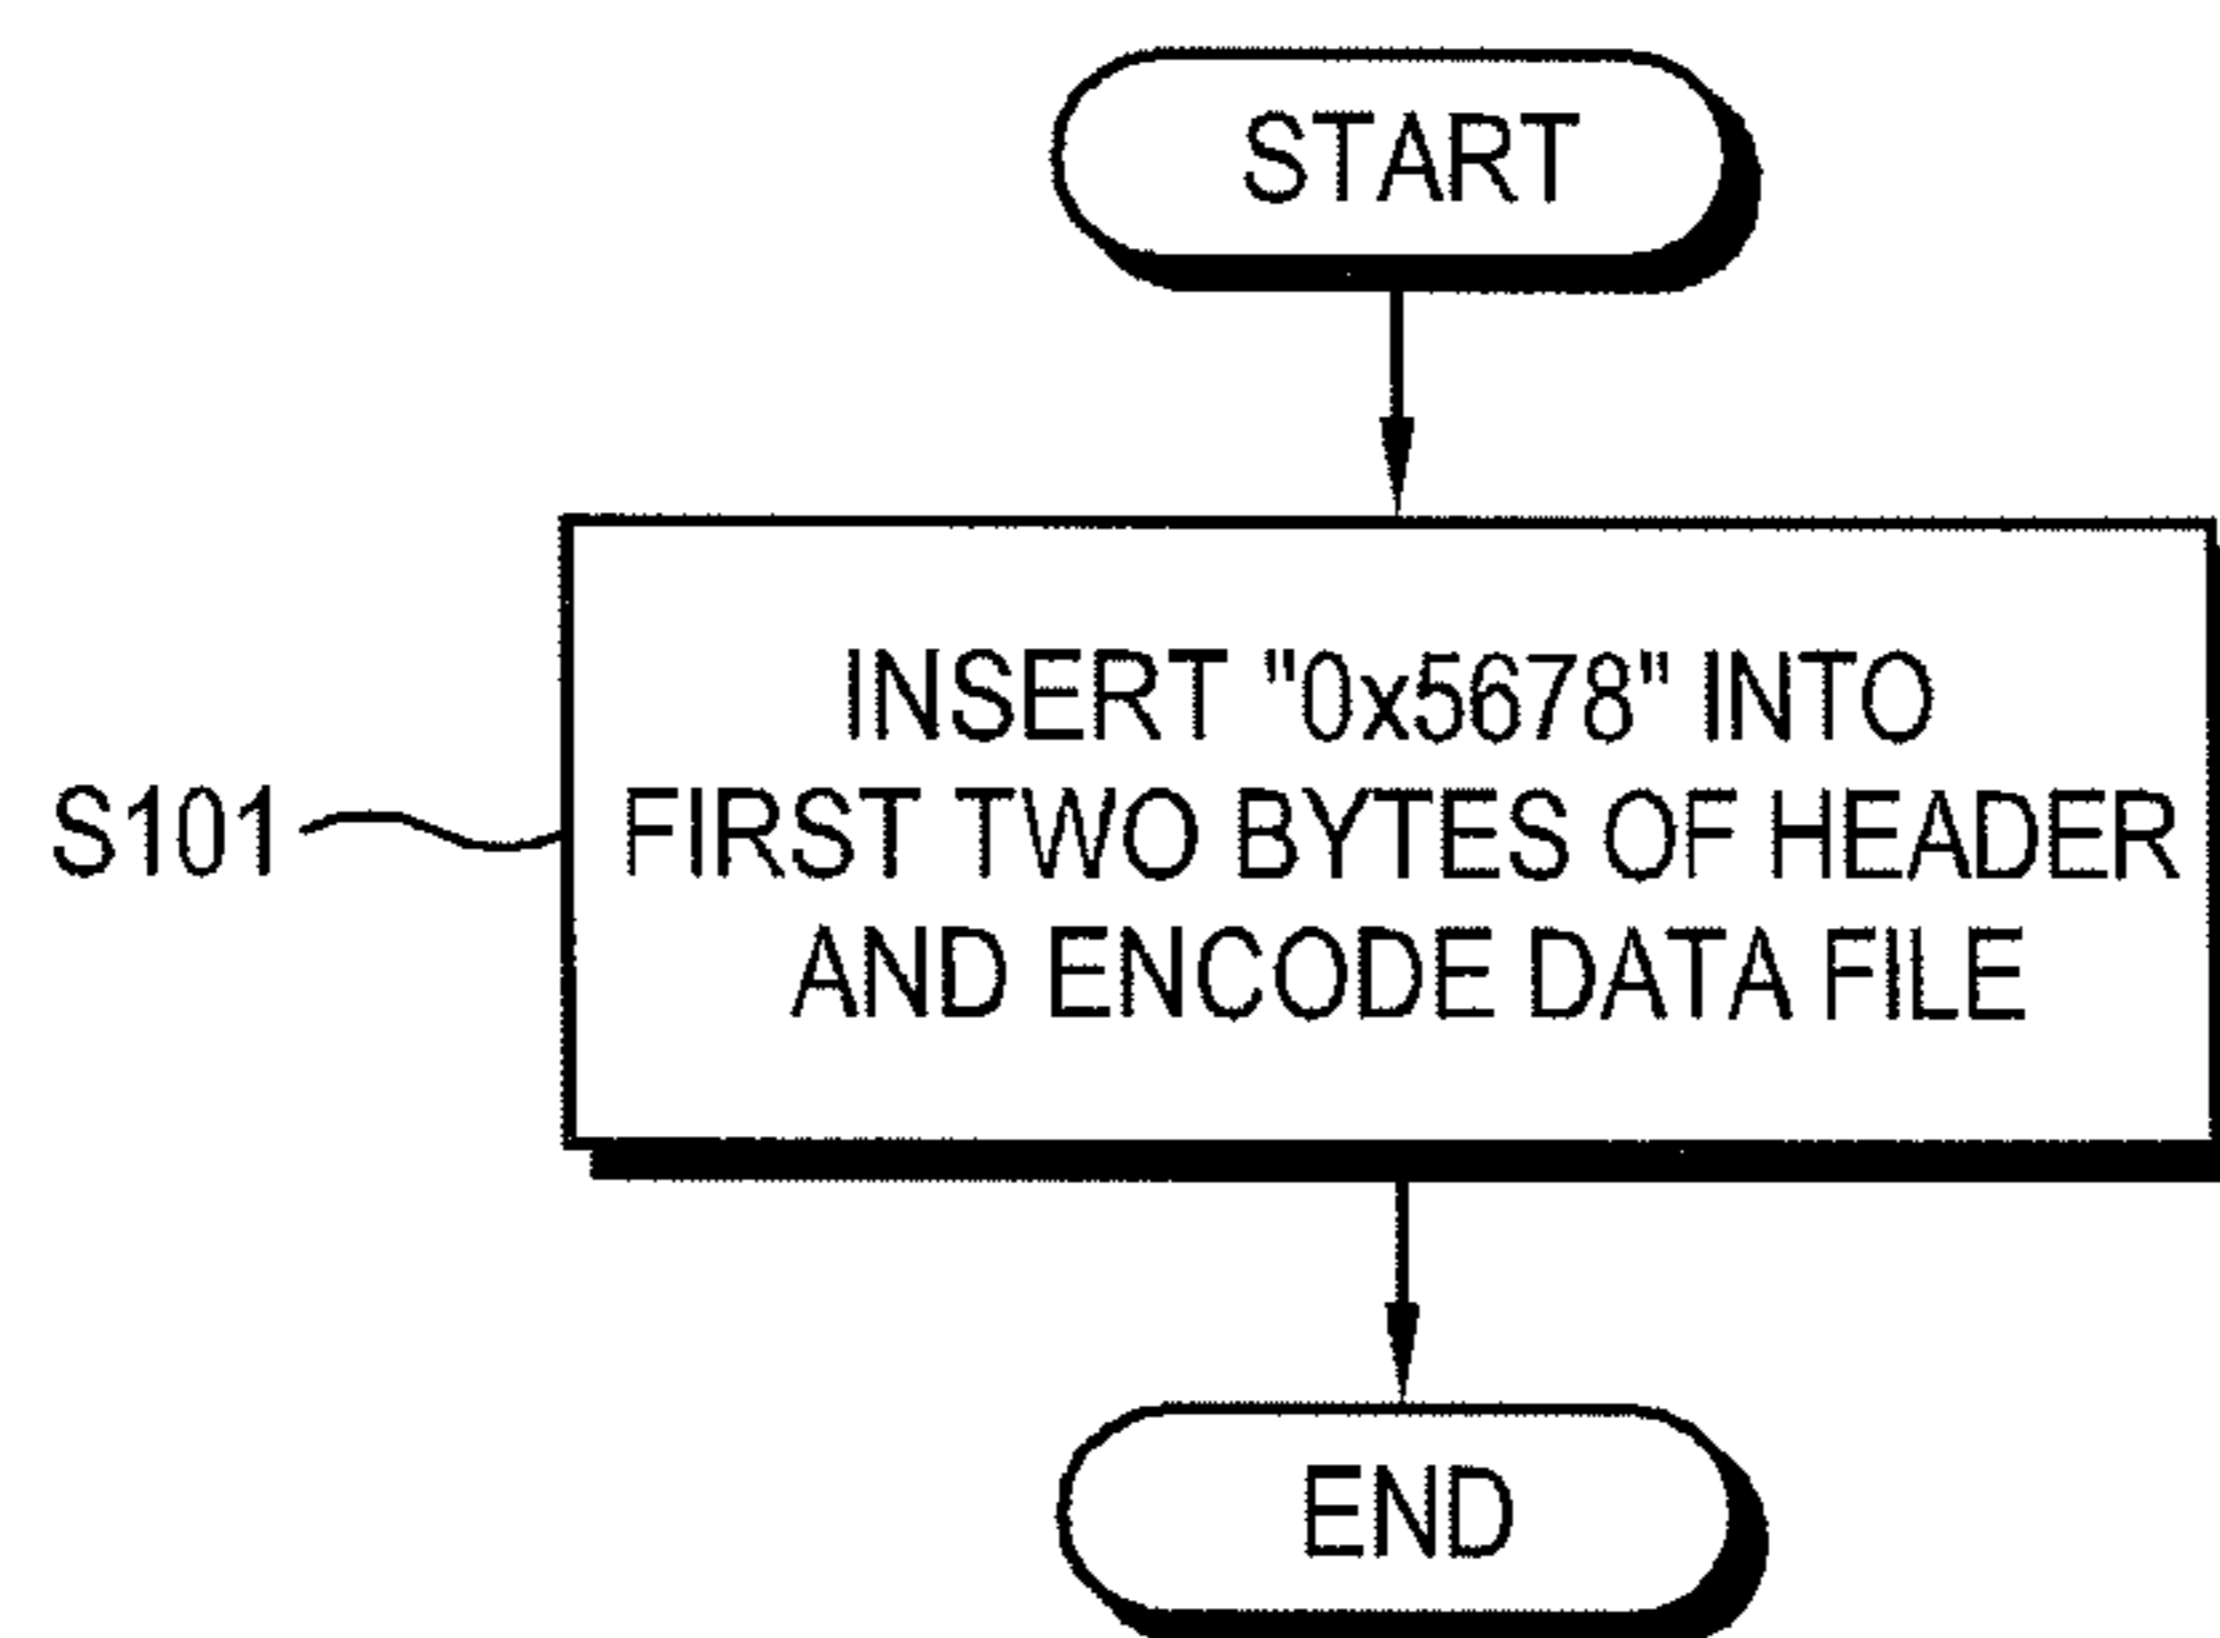 START
INSERT "0x5678" INTO
S101 FIRST TWO BYTES OF HEADER
AND ENCODE DATA FILE
END